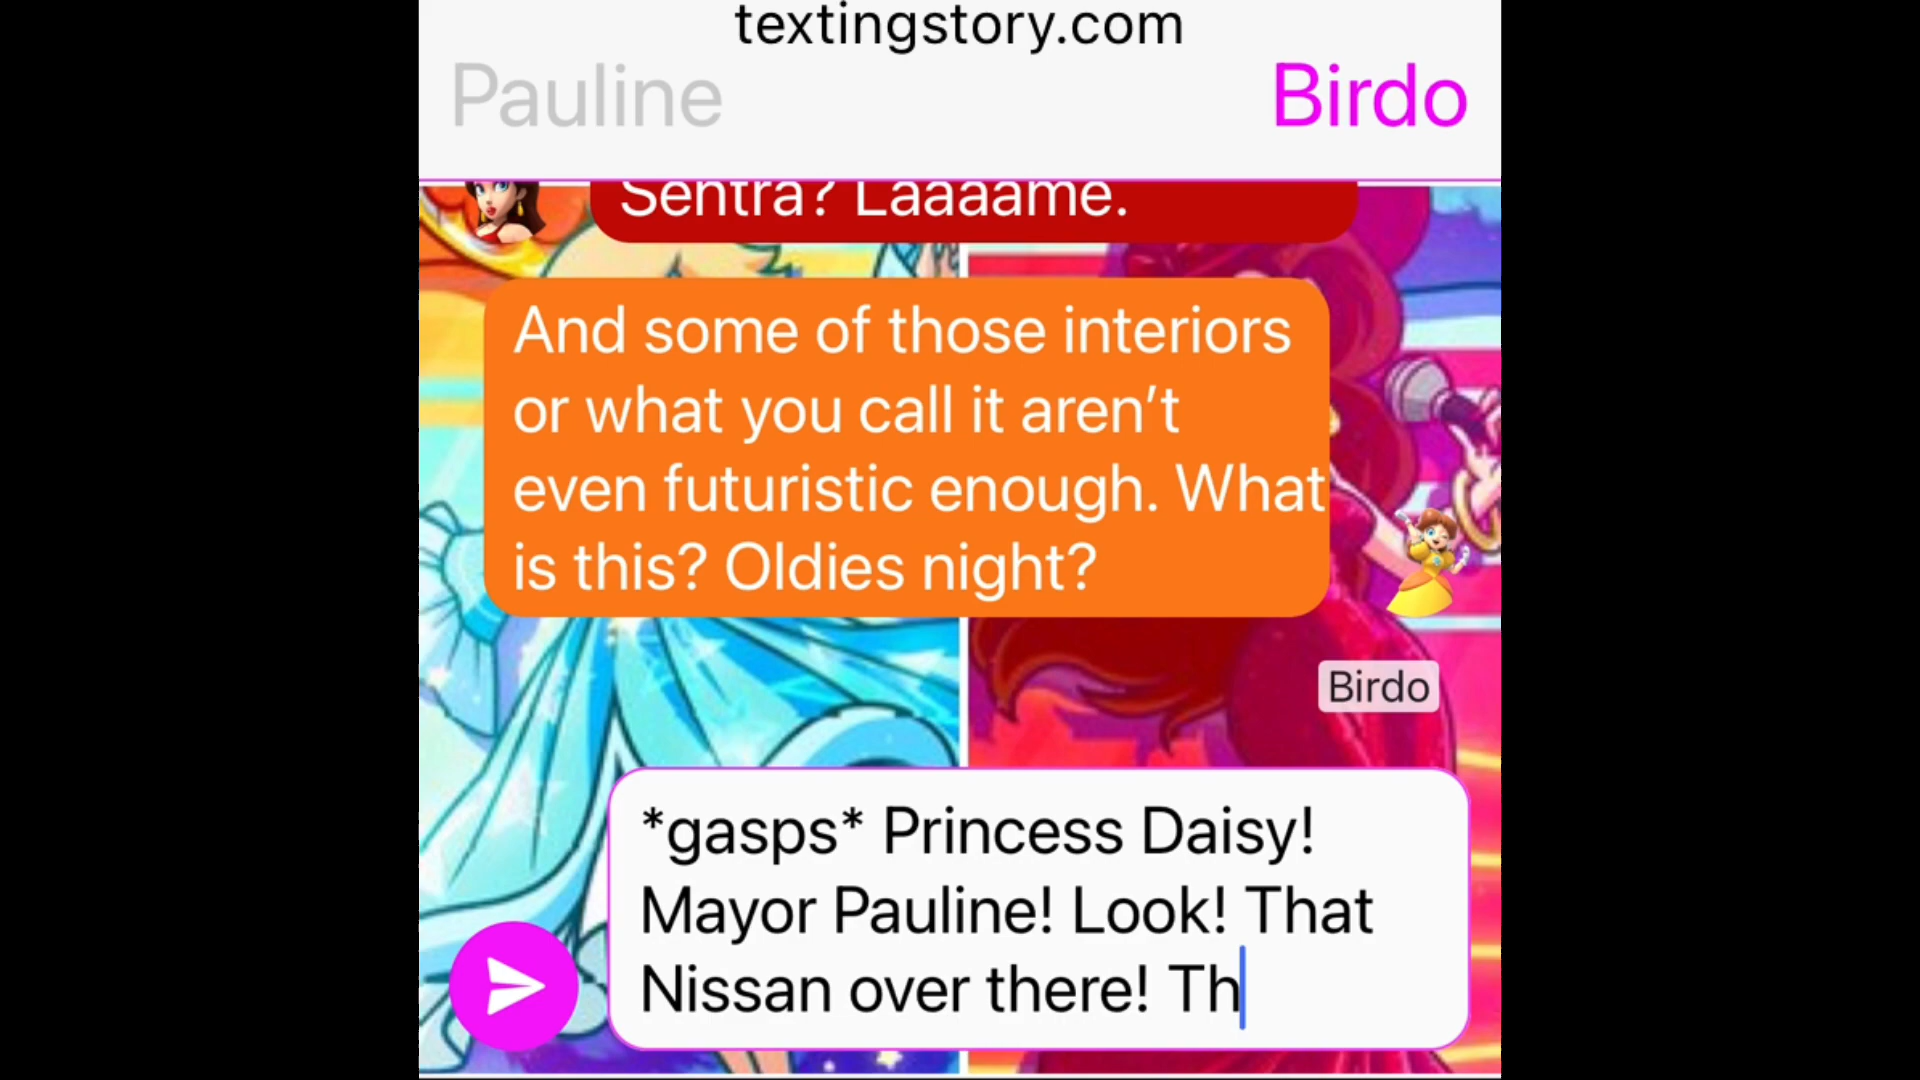 textingstory.com
Pauline
Birdo
Sentra? Laaaame.
And some of those interiors
or what you call it aren’t
even futuristic enough. What
is this? Oldies night?
Birdo
*gasps* Princess Daisy!
Mayor Pauline! Look! That
Nissan over there! Th